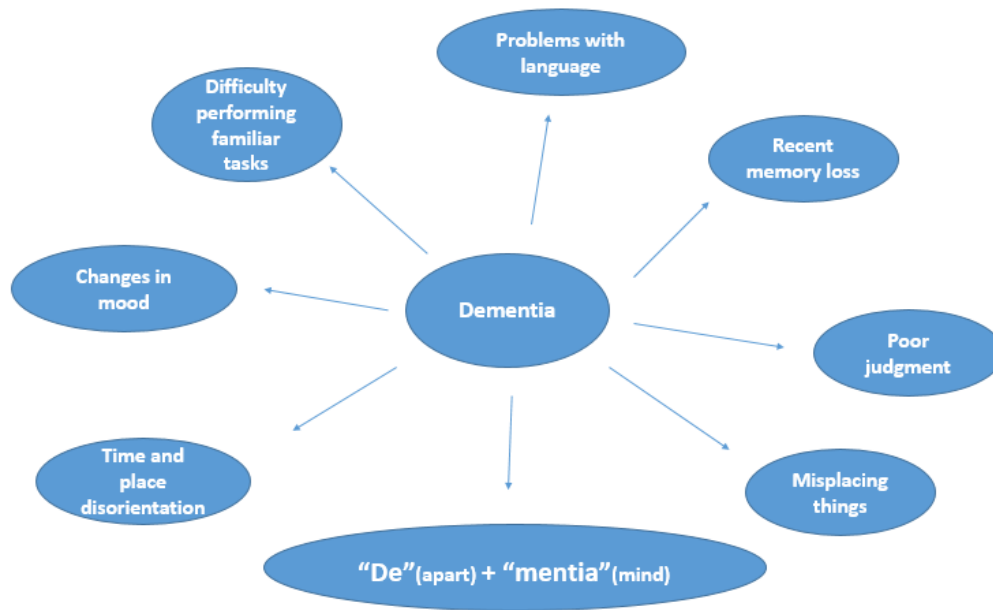 Problems with
language
Difficulty
performing
familiar
tasks
Recent
memory loss
Changes in
mood
Dementia
Poor
judgment
Time and
place
disorientation
Misplacing
things
“De”(apart) + “mentia”(mind)